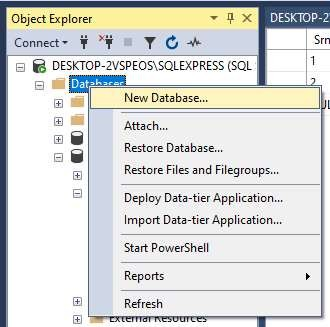 Object Explorer
DESKTOP-2VSPEOS
Connect
Srn
DESKTOP-2VSPEOS\SQLEXPRESS (SQL
1
Databases
2
New Database...
Attach...
Restore Database...
Restore Files and Filegroups...
Deploy Data-tier Application...
Import Data-tier Application...
Start PowerShell
Reports
Refresh
External Resources